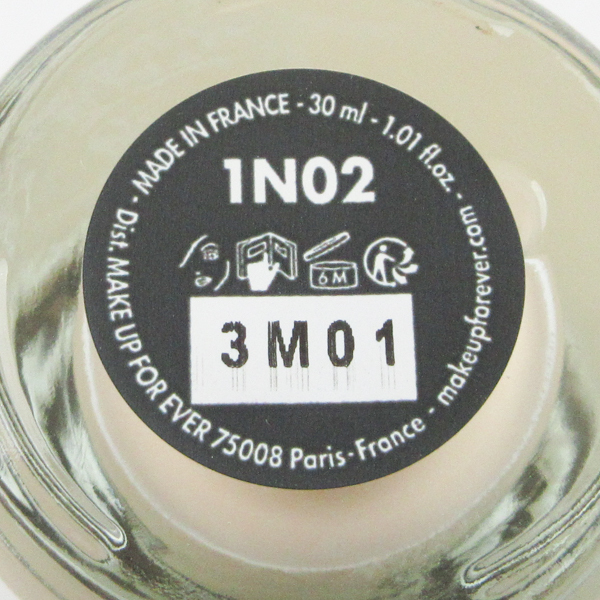 - MADE IN FRANCE - 30 ml - 1.01 fl.oz. - makeupforever.com - Dist. MAKE UP FOR EVER 75008 Paris-France
1N02
6 M
3M01